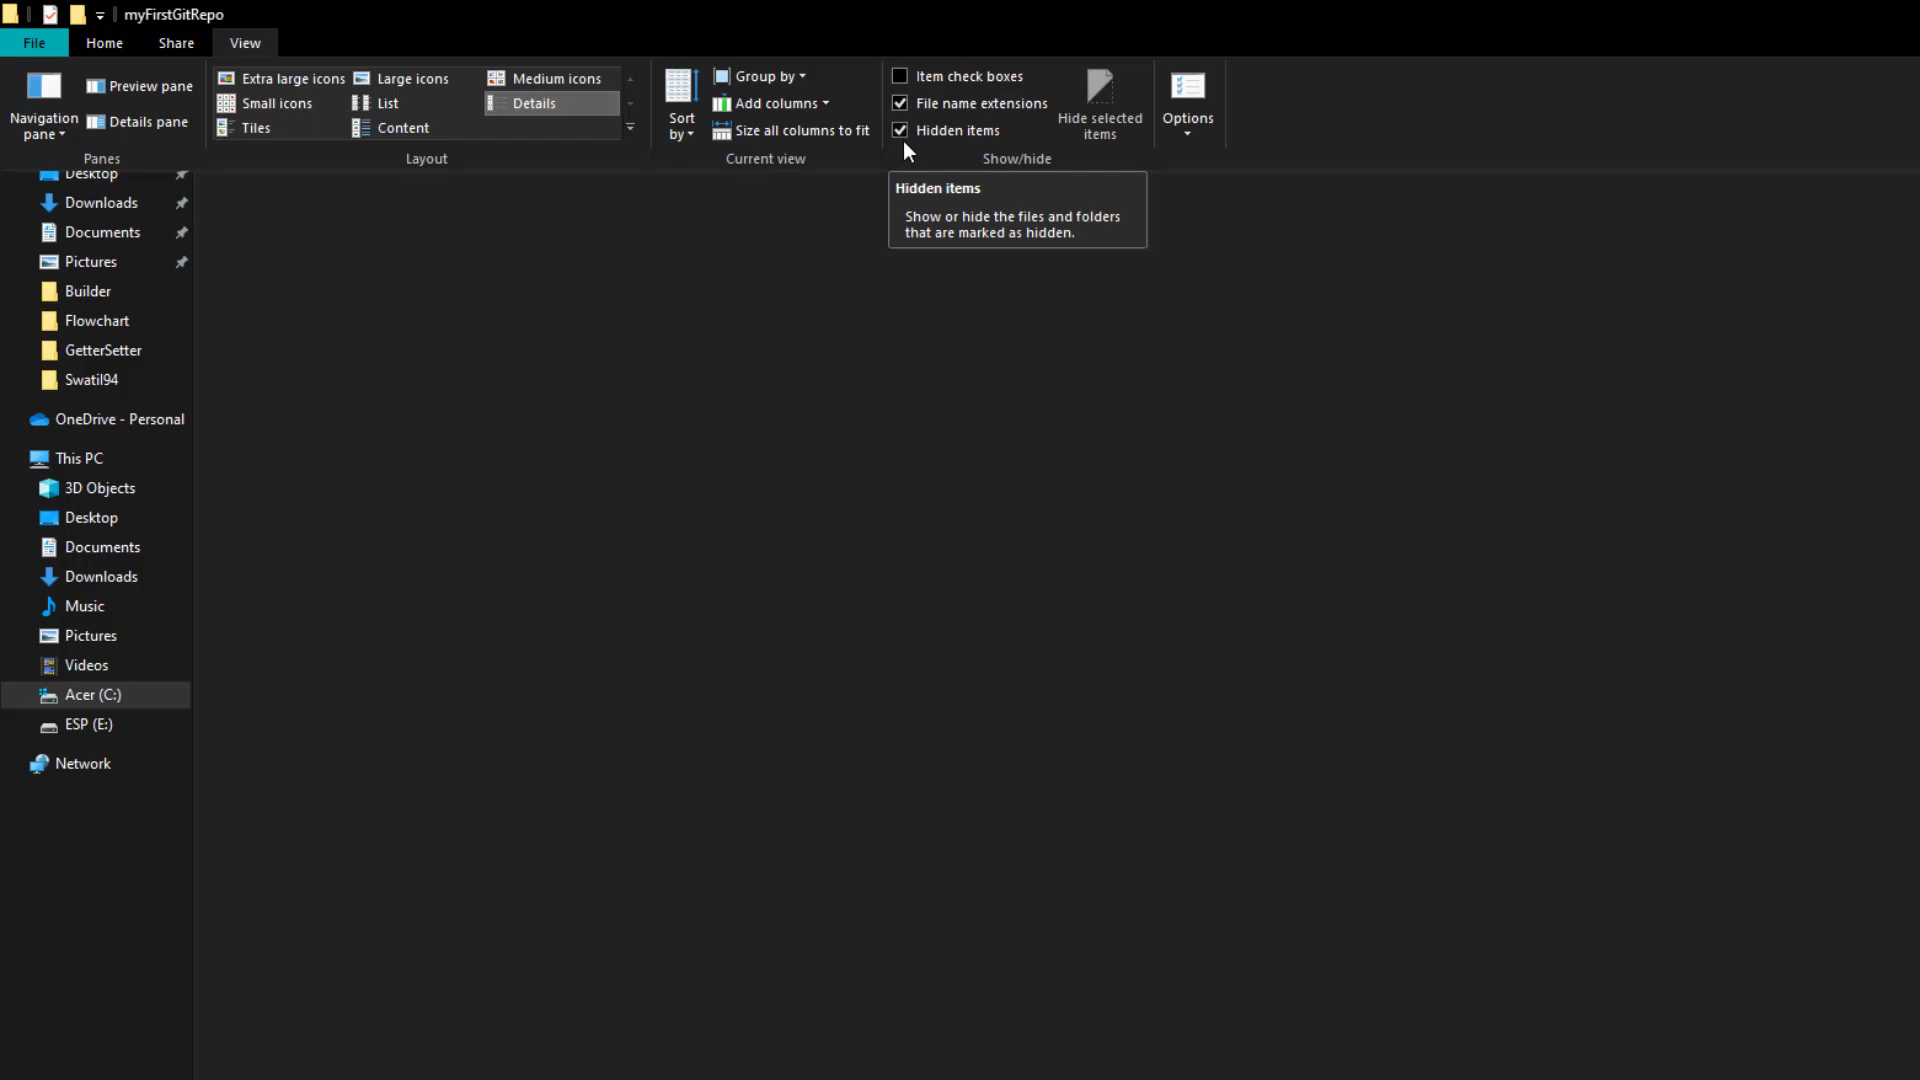 myFirstGitRepo
File Home Share View
Navigation pane
Preview pane
Details pane
Panes
Extra large icons Large icons Medium icons
Small icons List Details
Tiles Content
Layout
Sort by
Group by
Add columns
Size all columns to fit
Current view
Item check boxes
File name extensions
Hidden items
Hide selected
items
Show/hide
Options
Hidden items
Show or hide the files and folders
that are marked as hidden.
Desktop
Downloads
Documents
Pictures
Builder
Flowchart
GetterSetter
Swatil94
OneDrive - Personal
This PC
3D Objects
Desktop
Documents
Downloads
Music
Pictures
Videos
Acer (C:)
ESP (E:)
Network